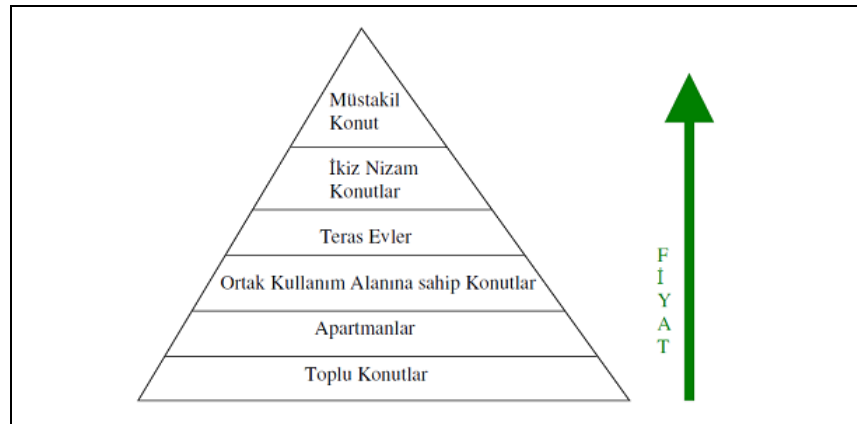 Müstakil
Konut
İkiz Nizam
Konutlar
Teras Evler
Ortak Kullanım Alanına sahip Konutlar
Apartmanlar
Toplu Konutlar
F
İ
Y
A
T